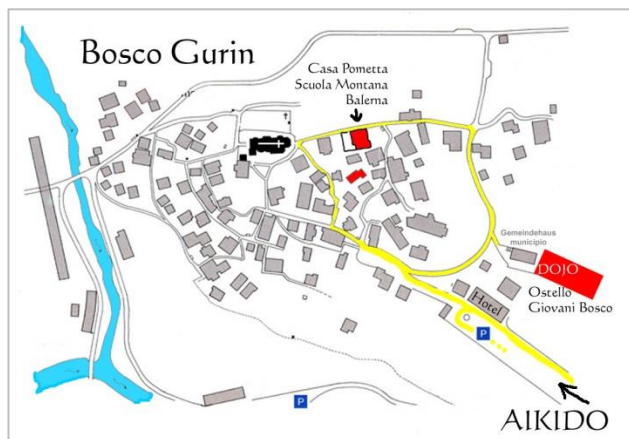 Bosco Gurin
Casa Pometta
Scuola Montana
Balerna
Gemeindehaus
municipio
DOJO
Ostello
Giovani Bosco
Hotel
P
P
AIKIDO